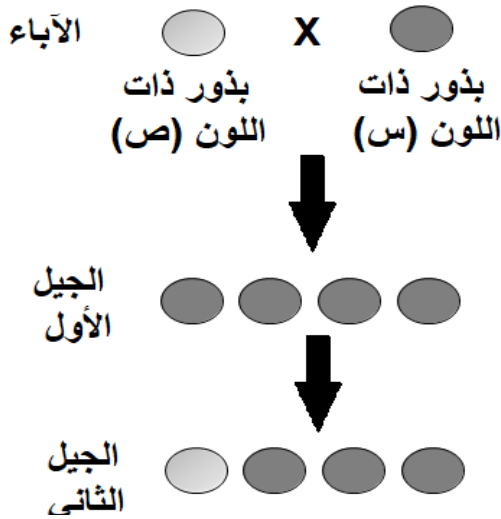 الآباء
X
بذور ذات
اللون (س)
بذور ذات
اللون (ص)
الجيل
الأول
الجيل
الثاني